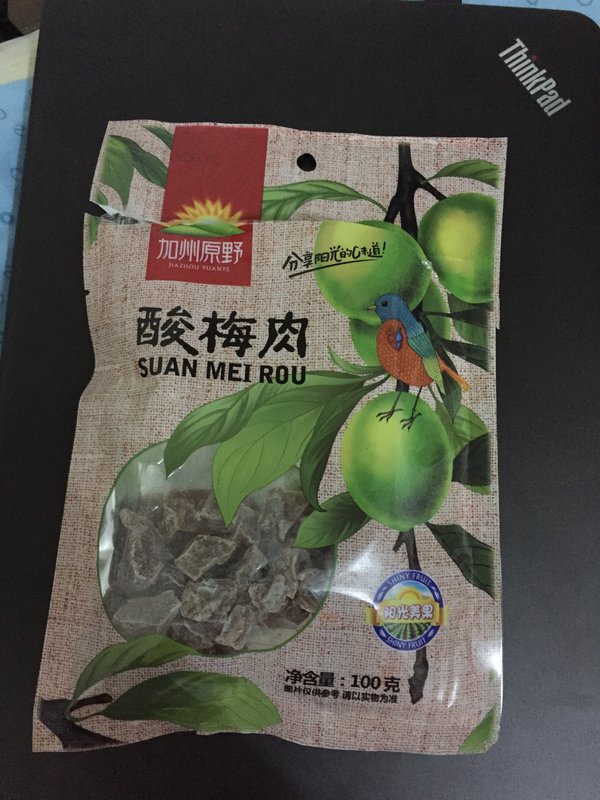 ThinkPad
加州原野
JIAZHOU YUANYE
分享阳光的味道!
酸梅肉
SUAN MEI ROU
SHINY FRUIT
阳光美果
SHINY FRUIT
净含量:100克
图片仅供参考 请以实物为准